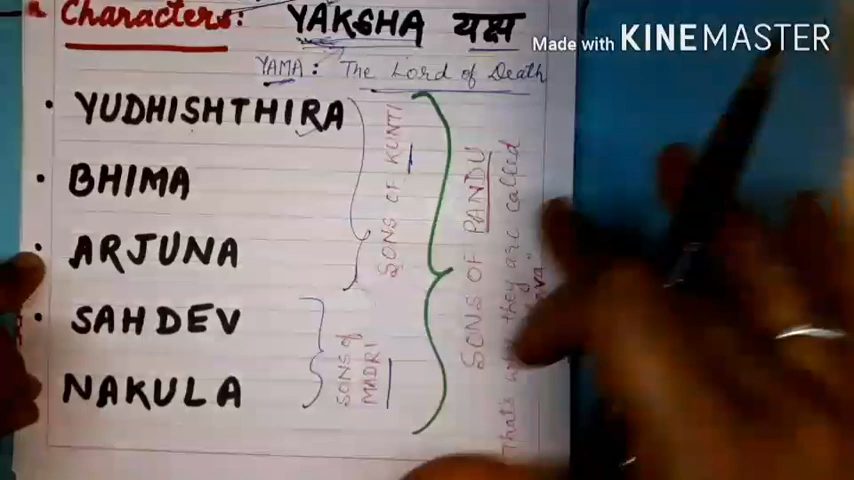 Characters:
YAKSHA यक्ष
Made with KINEMASTER
YAMA : The Lord of Death
YUDHISHTHIRA
BHIMA
ARJUNA
SAHDEV
NAKULA
SONS OF KUNTI
SONS of
MADRI
SONS OF PANDU
That's why they are called